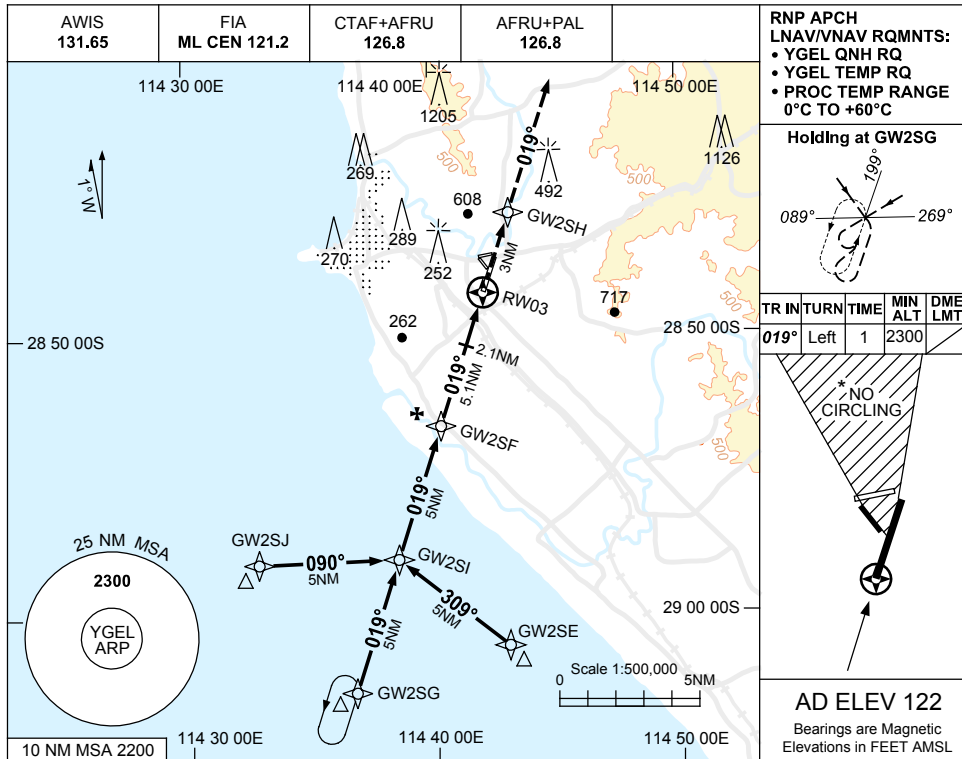 AWIS
131.65
FIA
ML CEN 121.2
CTAF+AFRU
126.8
AFRU+PAL
126.8
RNP APCH
LNAV/VNAV RQMNTS:
• YGEL QNH RQ
• YGEL TEMP RQ
• PROC TEMP RANGE
0°C TO +60°C
114 30 00E
114 40 00E
114 50 00E
1205
500
019°
1126
492
500
269
608
GW2SH
1° W
289
270
252
3NM
RW03
717
28 50 00S
28 50 00S
262
2.1NM
019°
5.1NM
500
GW2SF
019°
5NM
GW2SJ
GW2SI
090°
5NM
309°
5NM
29 00 00S
25 NM MSA
2300
YGEL
ARP
019°
5NM
GW2SE
GW2SG
Scale 1:500,000
0
5NM
10 NM MSA 2200
114 30 00E
114 40 00E
114 50 00E
Holding at GW2SG
199°
089°
269°
TR IN
TURN
TIME
MIN ALT
DME LMT
019°
Left
1
2300
* NO
CIRCLING
AD ELEV 122
Bearings are Magnetic
Elevations in FEET AMSL